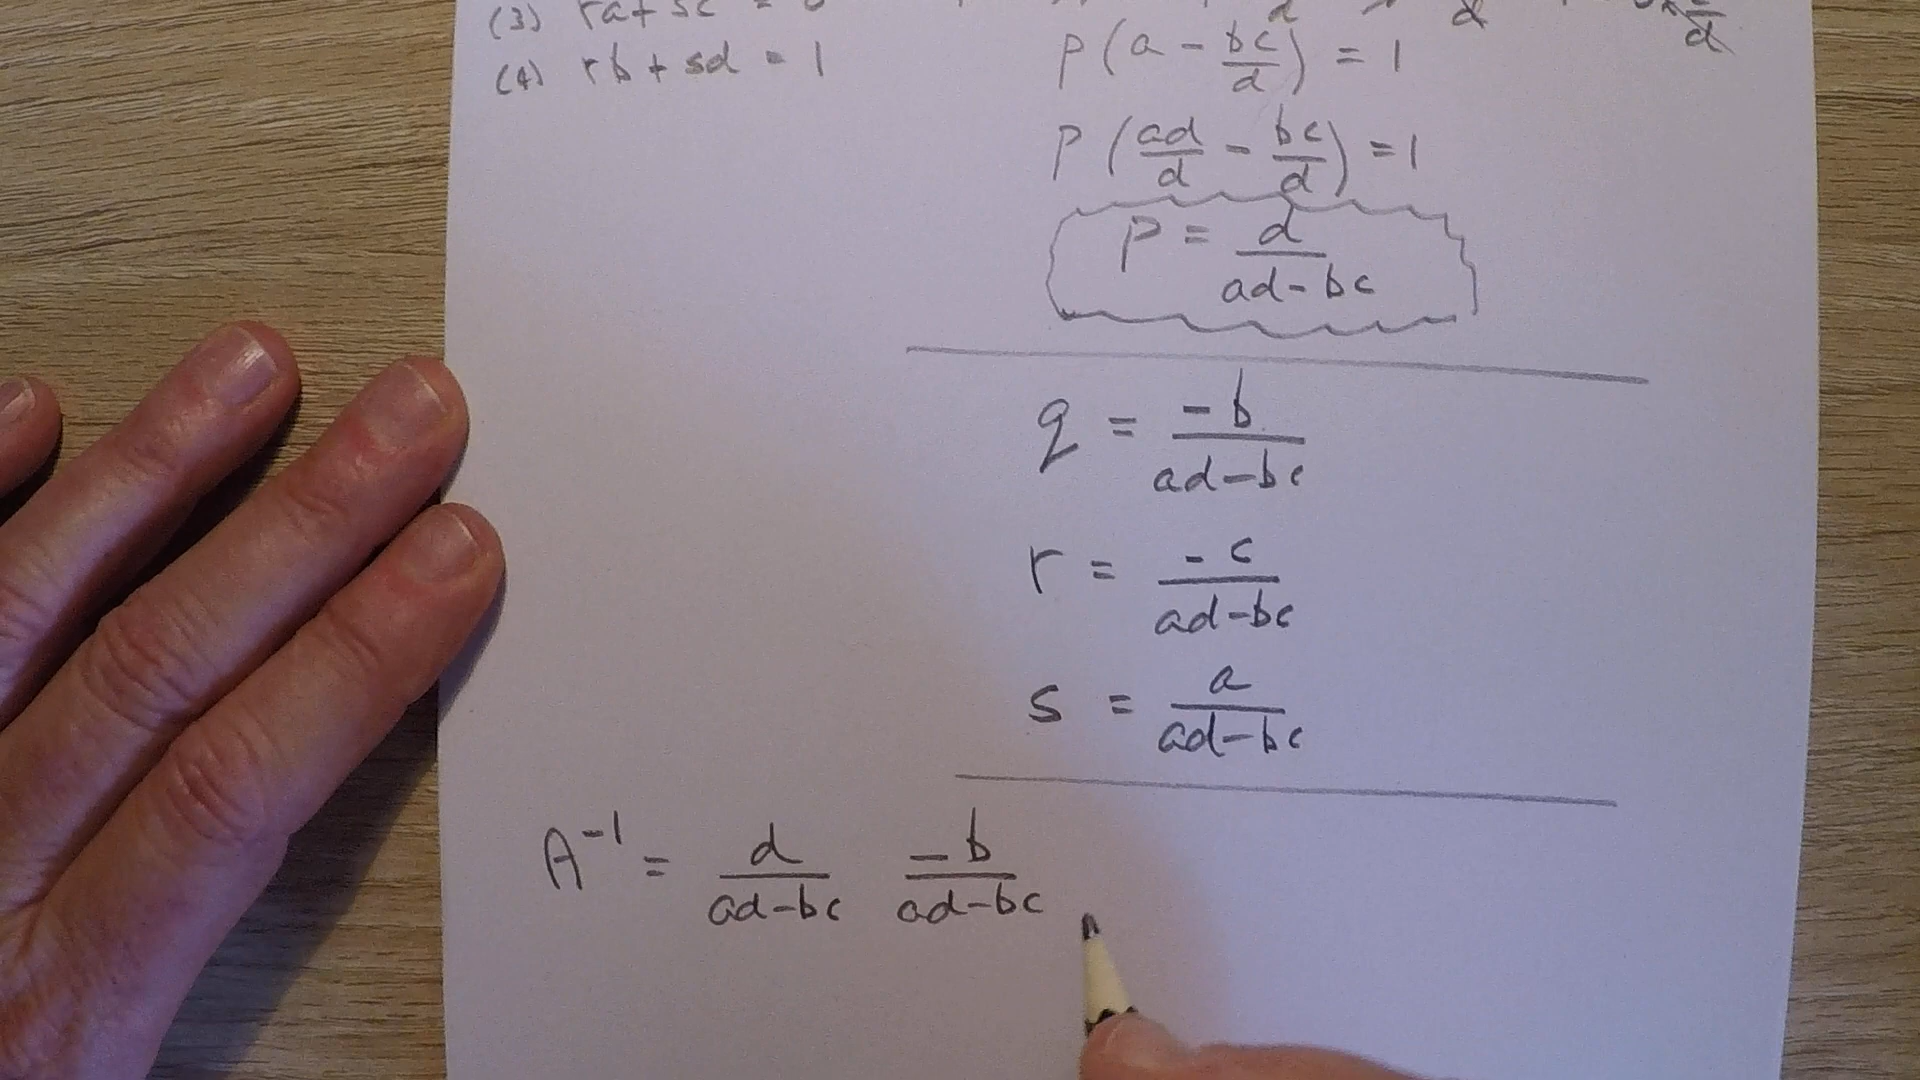 (3) ra + sc =
(4) rb + sd = 1
p(a - bc/d) = 1
p(ad/d - bc/d) = 1
p = d/(ad-bc)
q = -b/(ad-bc)
r = -c/(ad-bc)
s = a/(ad-bc)
A⁻¹ = d/(ad-bc) -b/(ad-bc)